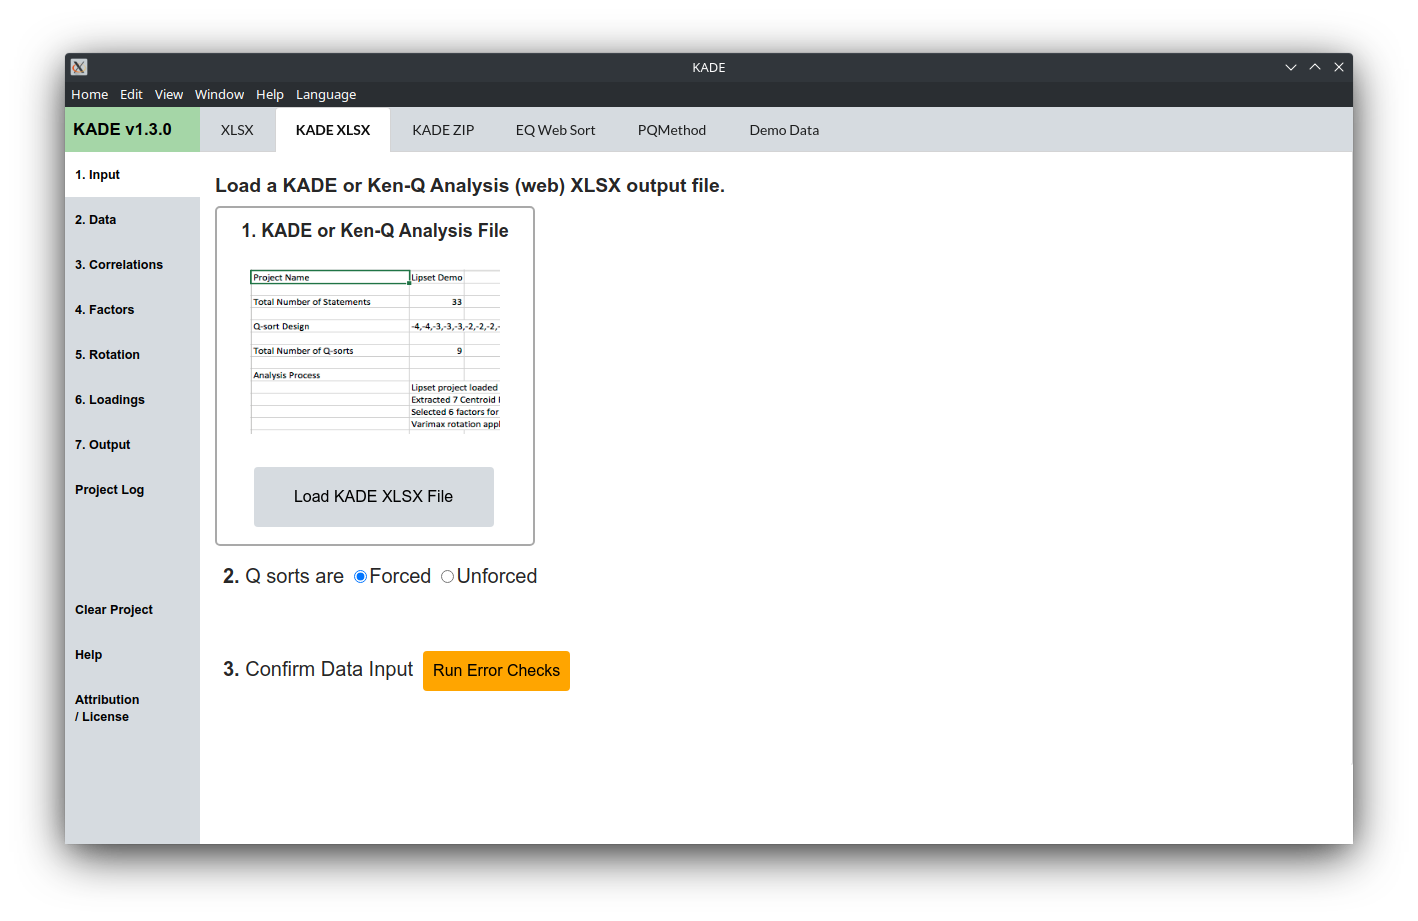 KADE
Home Edit View Window Help Language
KADE v1.3.0
XLSX KADE XLSX KADE ZIP EQ Web Sort PQMethod Demo Data
1. Input
2. Data
3. Correlations
4. Factors
5. Rotation
6. Loadings
7. Output
Project Log
Clear Project
Help
Attribution
/ License
Load a KADE or Ken-Q Analysis (web) XLSX output file.
1. KADE or Ken-Q Analysis File
Project Name Lipset Demo
Total Number of Statements 33
Q-sort Design -4,-4,-3,-3,-3,-2,-2,-2,-
Total Number of Q-sorts 9
Analysis Process
Lipset project loaded
Extracted 7 Centroid
Selected 6 factors for
Varimax rotation appl
Load KADE XLSX File
2. Q sorts are Forced Unforced
3. Confirm Data Input Run Error Checks